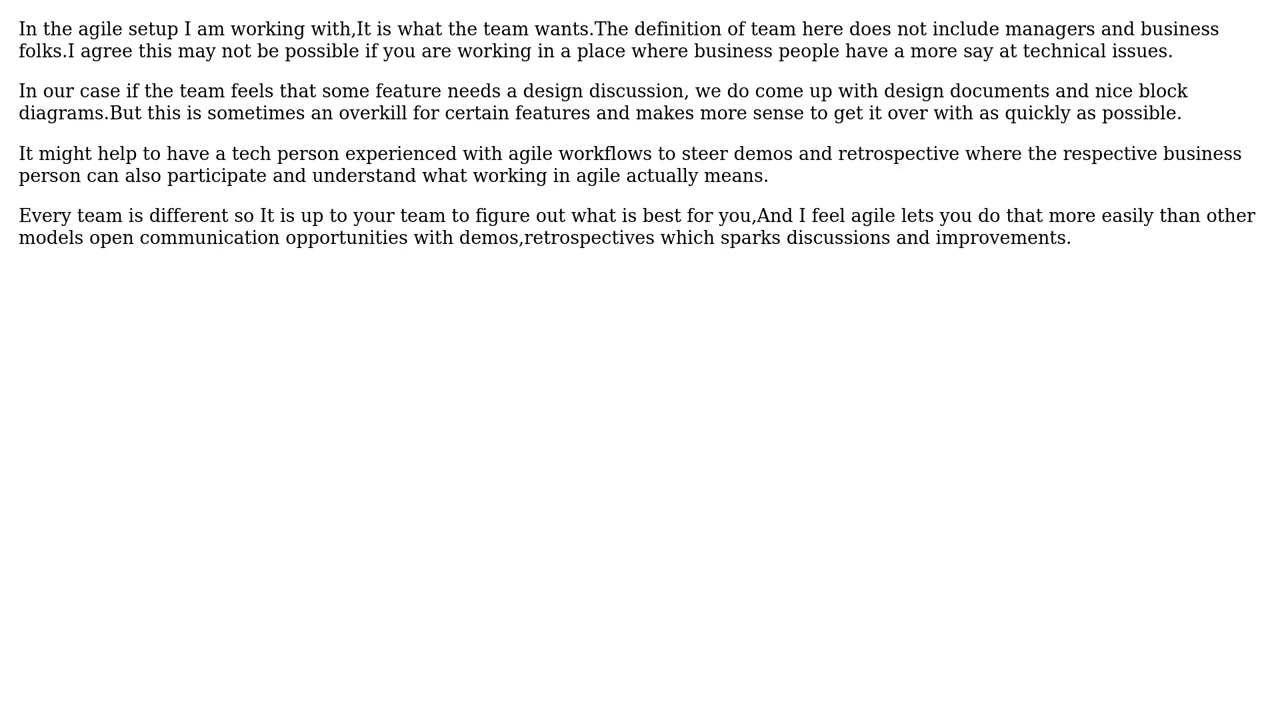 In the agile setup I am working with,It is what the team wants.The definition of team here does not include managers and business
folks.I agree this may not be possible if you are working in a place where business people have a more say at technical issues.
In our case if the team feels that some feature needs a design discussion, we do come up with design documents and nice block
diagrams.But this is sometimes an overkill for certain features and makes more sense to get it over with as quickly as possible.
It might help to have a tech person experienced with agile workflows to steer demos and retrospective where the respective business
person can also participate and understand what working in agile actually means.
Every team is different so It is up to your team to figure out what is best for you,And I feel agile lets you do that more easily than other
models open communication opportunities with demos,retrospectives which sparks discussions and improvements.